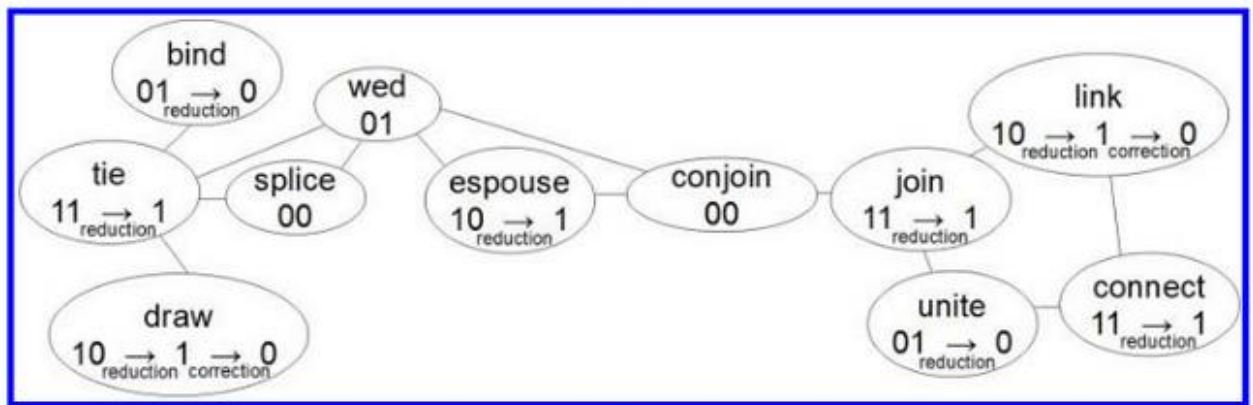 bind
01 → 0
reduction
wed
01
tie
11 → 1
reduction
splice
00
espouse
10 → 1
reduction
conjoin
00
join
11 → 1
reduction
link
10 → 1 → 0
reduction correction
draw
10 → 1 → 0
reduction correction
unite
01 → 0
reduction
connect
11 → 1
reduction